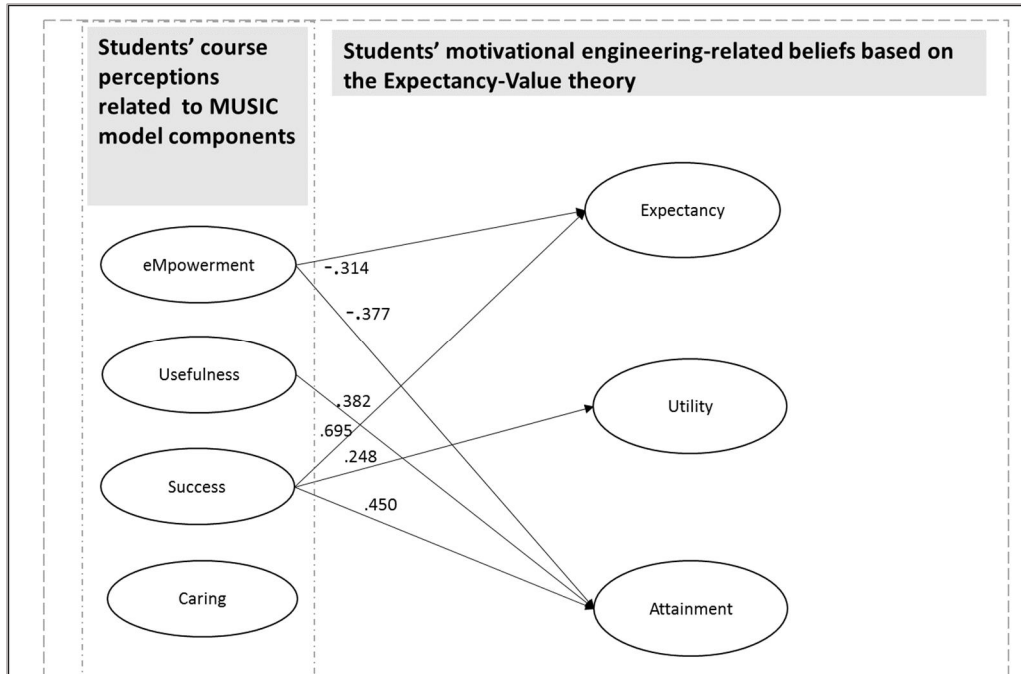 Students' course
perceptions
related to MUSIC
model components
Students' motivational engineering-related beliefs based on
the Expectancy-Value theory
Expectancy
eMpowerment
-.314
-.377
Usefulness
.382
Utility
.695
.248
Success
.450
Caring
Attainment